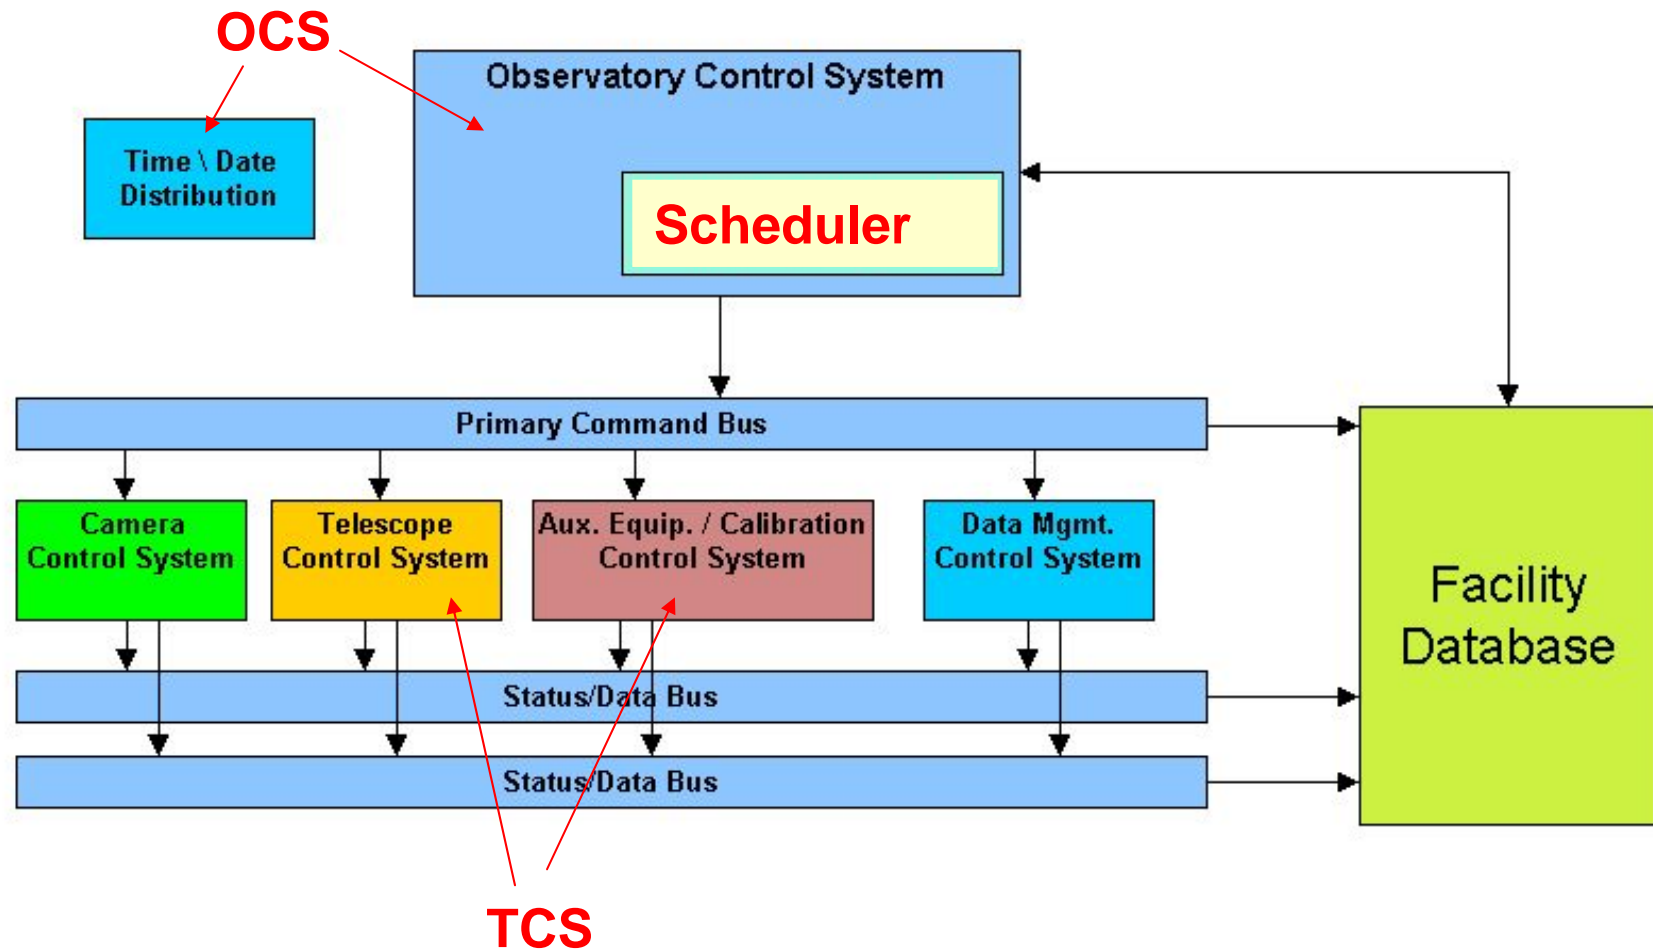 OCS
Observatory Control System
Time \ Date
Distribution
Scheduler
Primary Command Bus
Camera
Control System
Telescope
Control System
Aux. Equip. / Calibration
Control System
Data Mgmt.
Control System
Facility
Database
Status/Data Bus
Status/Data Bus
TCS